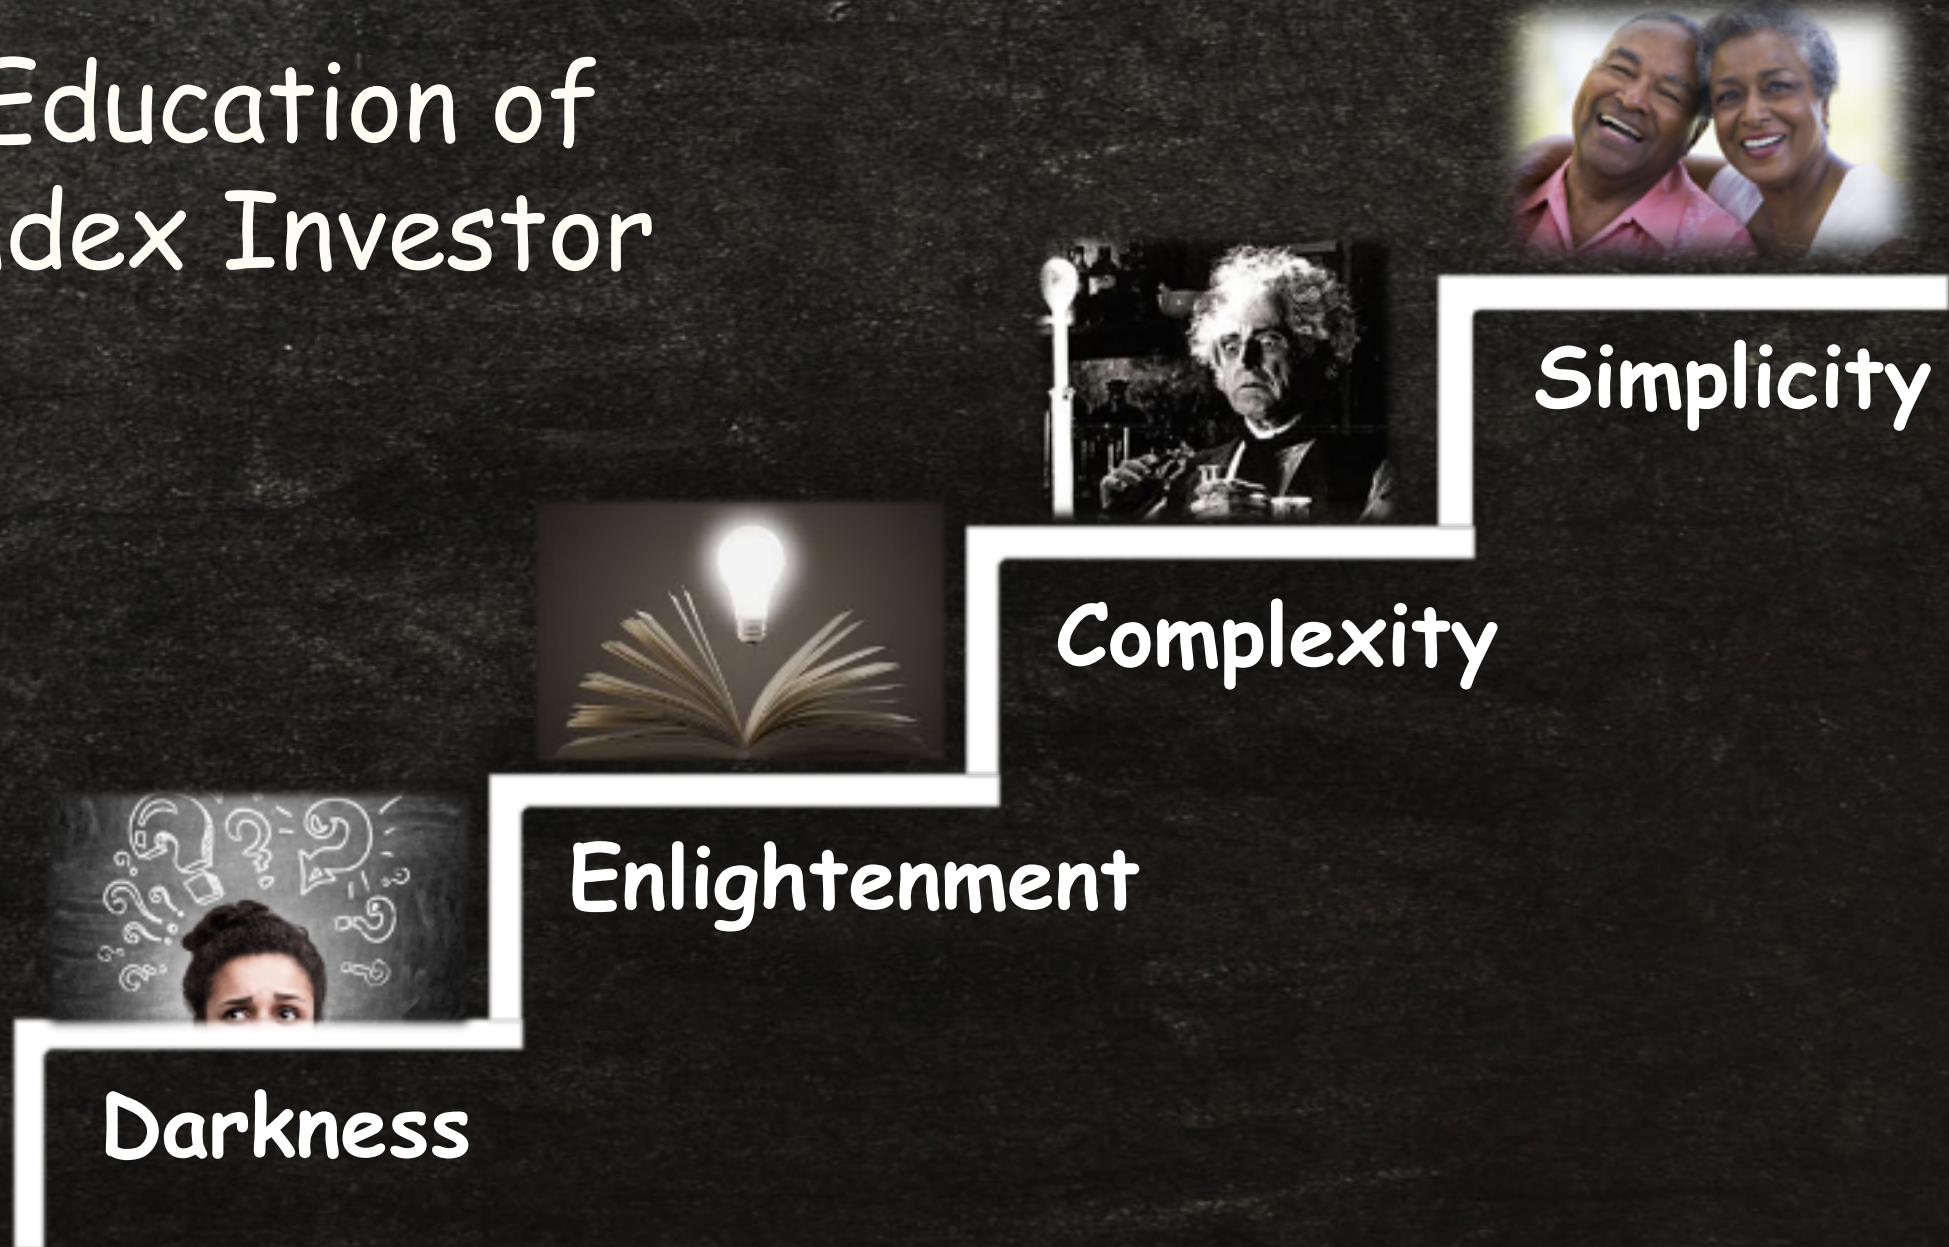 Education of
dex Investor
Simplicity
Complexity
Enlightenment
Darkness